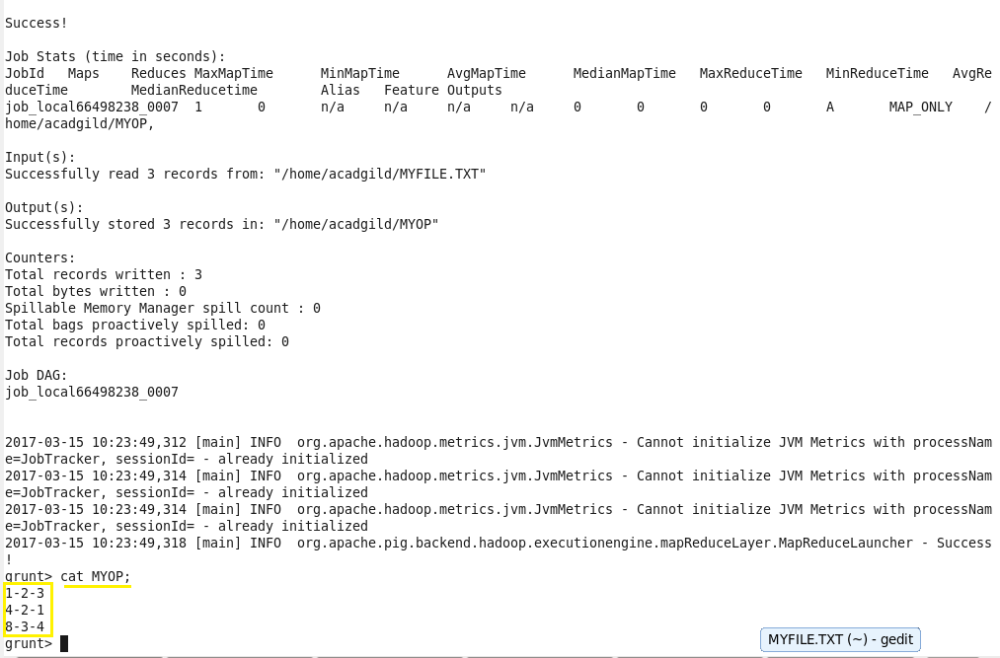 Success!
Job Stats (time in seconds):
JobId Maps Reduces MaxMapTime MinMapTime AvgMapTime MedianMapTime MaxReduceTime MinReduceTime AvgRe
duceTime MedianReducetime Alias Feature Outputs
job_local66498238_0007 1 0 n/a n/a n/a n/a 0 0 0 0 A MAP_ONLY /
home/acadgild/MYOP,
Input(s):
Successfully read 3 records from: "/home/acadgild/MYFILE.TXT"
Output(s):
Successfully stored 3 records in: "/home/acadgild/MYOP"
Counters:
Total records written : 3
Total bytes written : 0
Spillable Memory Manager spill count : 0
Total bags proactively spilled: 0
Total records proactively spilled: 0
Job DAG:
job_local66498238_0007
2017-03-15 10:23:49,312 [main] INFO  org.apache.hadoop.metrics.jvm.JvmMetrics - Cannot initialize JVM Metrics with processNam
e=JobTracker, sessionId= - already initialized
2017-03-15 10:23:49,314 [main] INFO  org.apache.hadoop.metrics.jvm.JvmMetrics - Cannot initialize JVM Metrics with processNam
e=JobTracker, sessionId= - already initialized
2017-03-15 10:23:49,314 [main] INFO  org.apache.hadoop.metrics.jvm.JvmMetrics - Cannot initialize JVM Metrics with processNam
e=JobTracker, sessionId= - already initialized
2017-03-15 10:23:49,318 [main] INFO  org.apache.pig.backend.hadoop.executionengine.mapReduceLayer.MapReduceLauncher - Success
!
grunt> cat MYOP;
1-2-3
4-2-1
8-3-4
grunt>
MYFILE.TXT (~) - gedit